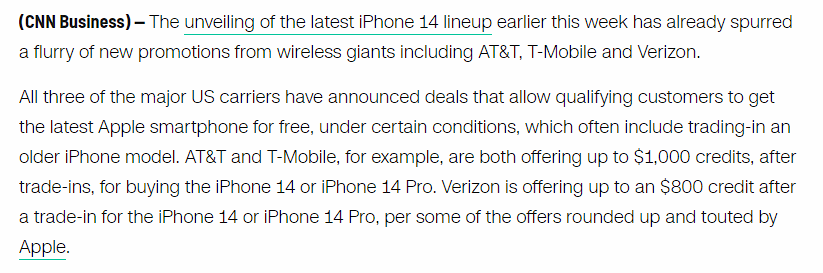 (CNN Business) – The unveiling of the latest iPhone 14 lineup earlier this week has already spurred
a flurry of new promotions from wireless giants including AT&T, T-Mobile and Verizon.
All three of the major US carriers have announced deals that allow qualifying customers to get
the latest Apple smartphone for free, under certain conditions, which often include trading-in an
older iPhone model. AT&T and T-Mobile, for example, are both offering up to $1,000 credits, after
trade-ins, for buying the iPhone 14 or iPhone 14 Pro. Verizon is offering up to an $800 credit after
a trade-in for the iPhone 14 or iPhone 14 Pro, per some of the offers rounded up and touted by
Apple.